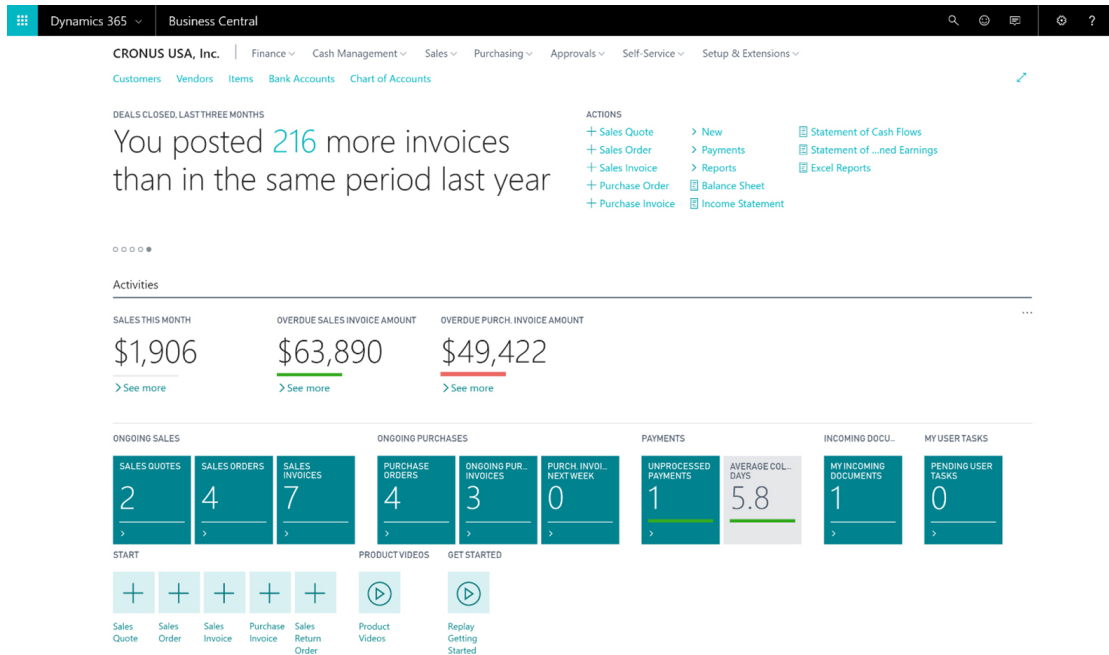 Dynamics 365 Business Central ?
CRONUS USA, Inc. Finance Cash Management Sales Purchasing Approvals Self-Service Setup & Extensions
Customers Vendors Items Bank Accounts Chart of Accounts
DEALS CLOSED, LAST THREE MONTHS
You posted 216 more invoices
than in the same period last year
ACTIONS
+ Sales Quote > New Statement of Cash Flows
+ Sales Order > Payments Statement of ...ned Earnings
+ Sales Invoice > Reports Excel Reports
+ Purchase Order Balance Sheet
+ Purchase Invoice Income Statement
Activities
SALES THIS MONTH OVERDUE SALES INVOICE AMOUNT OVERDUE PURCH. INVOICE AMOUNT
$1,906 $63,890 $49,422
> See more > See more > See more
ONGOING SALES ONGOING PURCHASES PAYMENTS INCOMING DOCU... MY USER TASKS
SALES QUOTES
2
SALES ORDERS
4
SALES
INVOICES
7
PURCHASE
ORDERS
4
ONGOING PUR...
INVOICES
3
PURCH. INVOI...
NEXT WEEK
0
UNPROCESSED
PAYMENTS
1
AVERAGE COL...
DAYS
5.8
MY INCOMING
DOCUMENTS
1
PENDING USER
TASKS
0
START PRODUCT VIDEOS GET STARTED
Sales
Quote
Sales
Order
Sales
Invoice
Purchase
Invoice
Sales
Return
Order
Product
Videos
Replay
Getting
Started